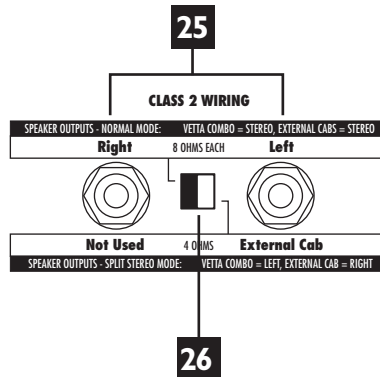 25
CLASS 2 WIRING
SPEAKER OUTPUTS - NORMAL MODE: VETTA COMBO = STEREO, EXTERNAL CABS = STEREO
Right 8 OHMS EACH Left
Not Used 4 OHMS External Cab
SPEAKER OUTPUTS - SPLIT STEREO MODE: VETTA COMBO = LEFT, EXTERNAL CAB = RIGHT
26